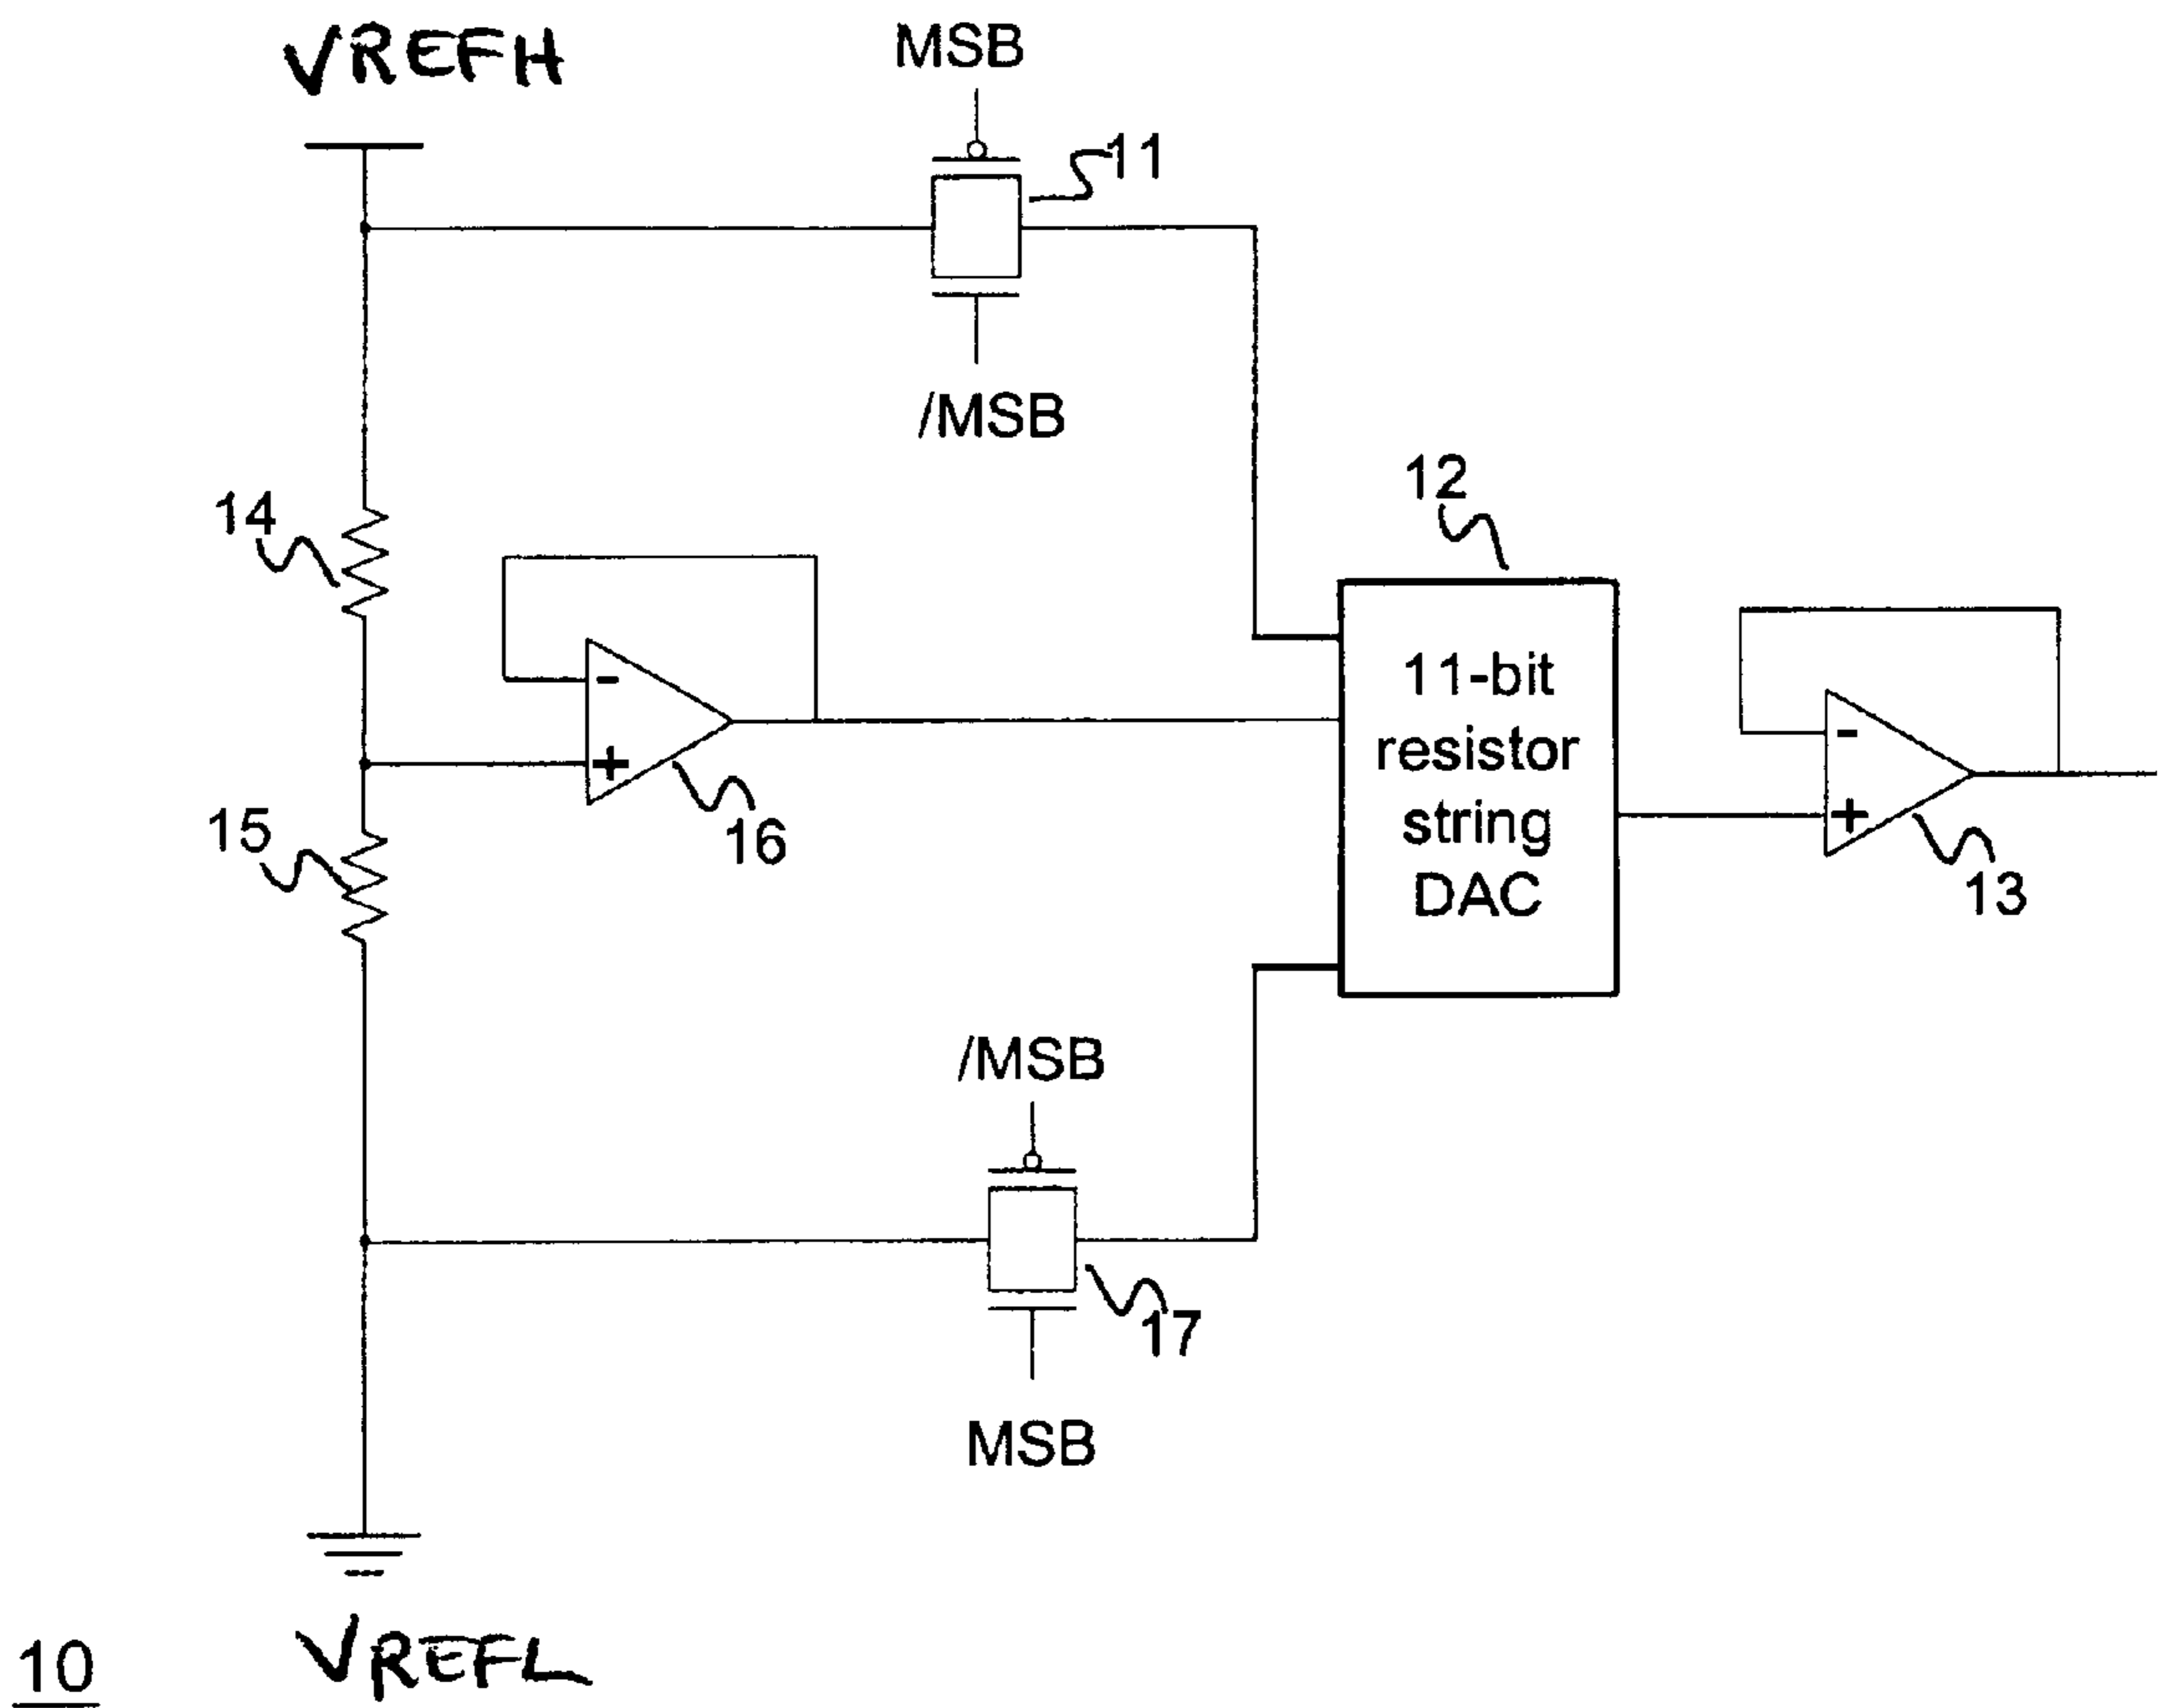 VREFH
MSB
11
/MSB
14
12
11-bit
resistor
string
DAC
-
+
16
15
-
+
13
/MSB
17
MSB
VREFL
10